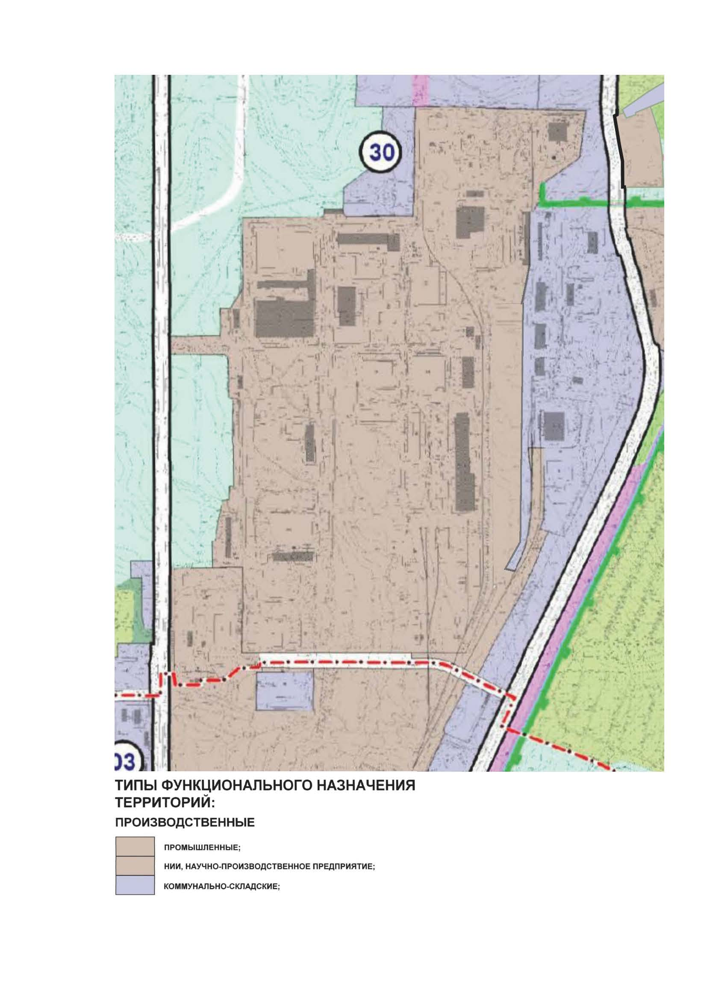 30
03
ТИПЫ ФУНКЦИОНАЛЬНОГО НАЗНАЧЕНИЯ
ТЕРРИТОРИЙ:
ПРОИЗВОДСТВЕННЫЕ
ПРОМЫШЛЕННЫЕ;
НИИ, НАУЧНО-ПРОИЗВОДСТВЕННОЕ ПРЕДПРИЯТИЕ;
КОММУНАЛЬНО-СКЛАДСКИЕ;